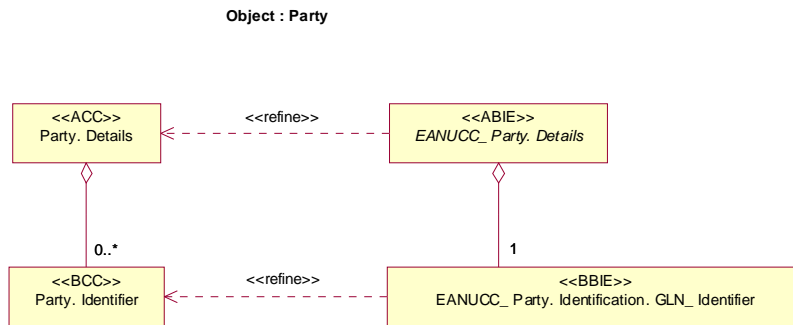 Object : Party
<<ACC>>
Party. Details
<<refine>>
<<ABIE>>
EANUCC_ Party. Details
0..*
1
<<BCC>>
Party. Identifier
<<refine>>
<<BBIE>>
EANUCC_ Party. Identification. GLN_ Identifier